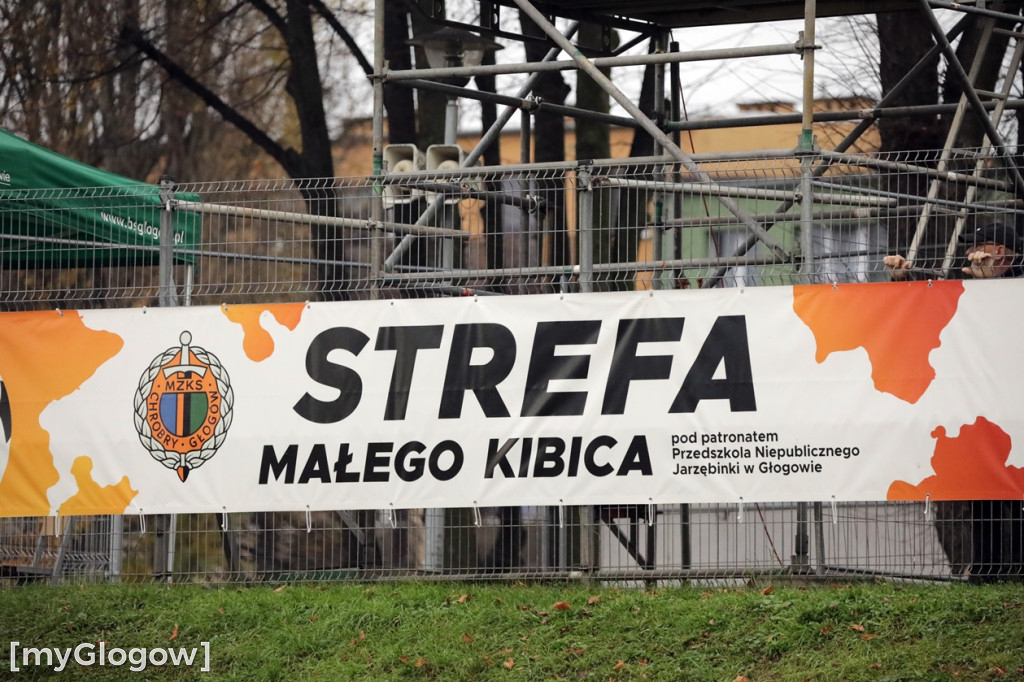 www.bsglogow.pl
MZKS
CHROBRY GŁOGÓW
STREFA
MAŁEGO KIBICA
pod patronatem
Przedszkola Niepublicznego
Jarzębinki w Głogowie
[myGlogow]